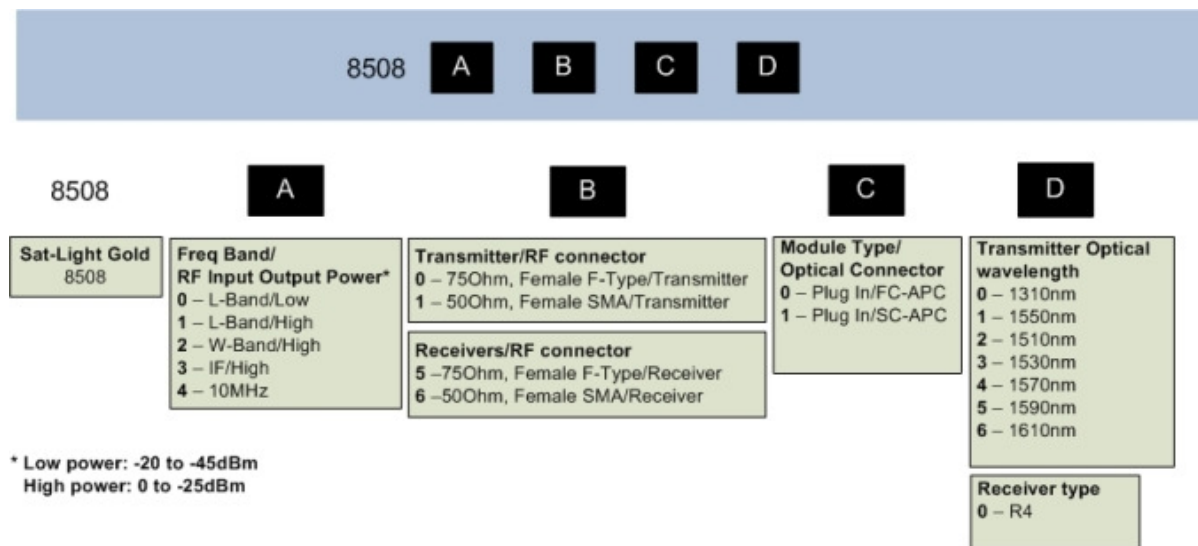 8508 A B C D
8508 A B C D
Sat-Light Gold
8508
Freq Band/
RF Input Output Power*
0 – L-Band/Low
1 – L-Band/High
2 – W-Band/High
3 – IF/High
4 – 10MHz
Transmitter/RF connector
0 – 75Ohm, Female F-Type/Transmitter
1 – 50Ohm, Female SMA/Transmitter
Receivers/RF connector
5 –75Ohm, Female F-Type/Receiver
6 –50Ohm, Female SMA/Receiver
Module Type/
Optical Connector
0 – Plug In/FC-APC
1 – Plug In/SC-APC
Transmitter Optical
wavelength
0 – 1310nm
1 – 1550nm
2 – 1510nm
3 – 1530nm
4 – 1570nm
5 – 1590nm
6 – 1610nm
Receiver type
0 – R4
* Low power: -20 to -45dBm
High power: 0 to -25dBm